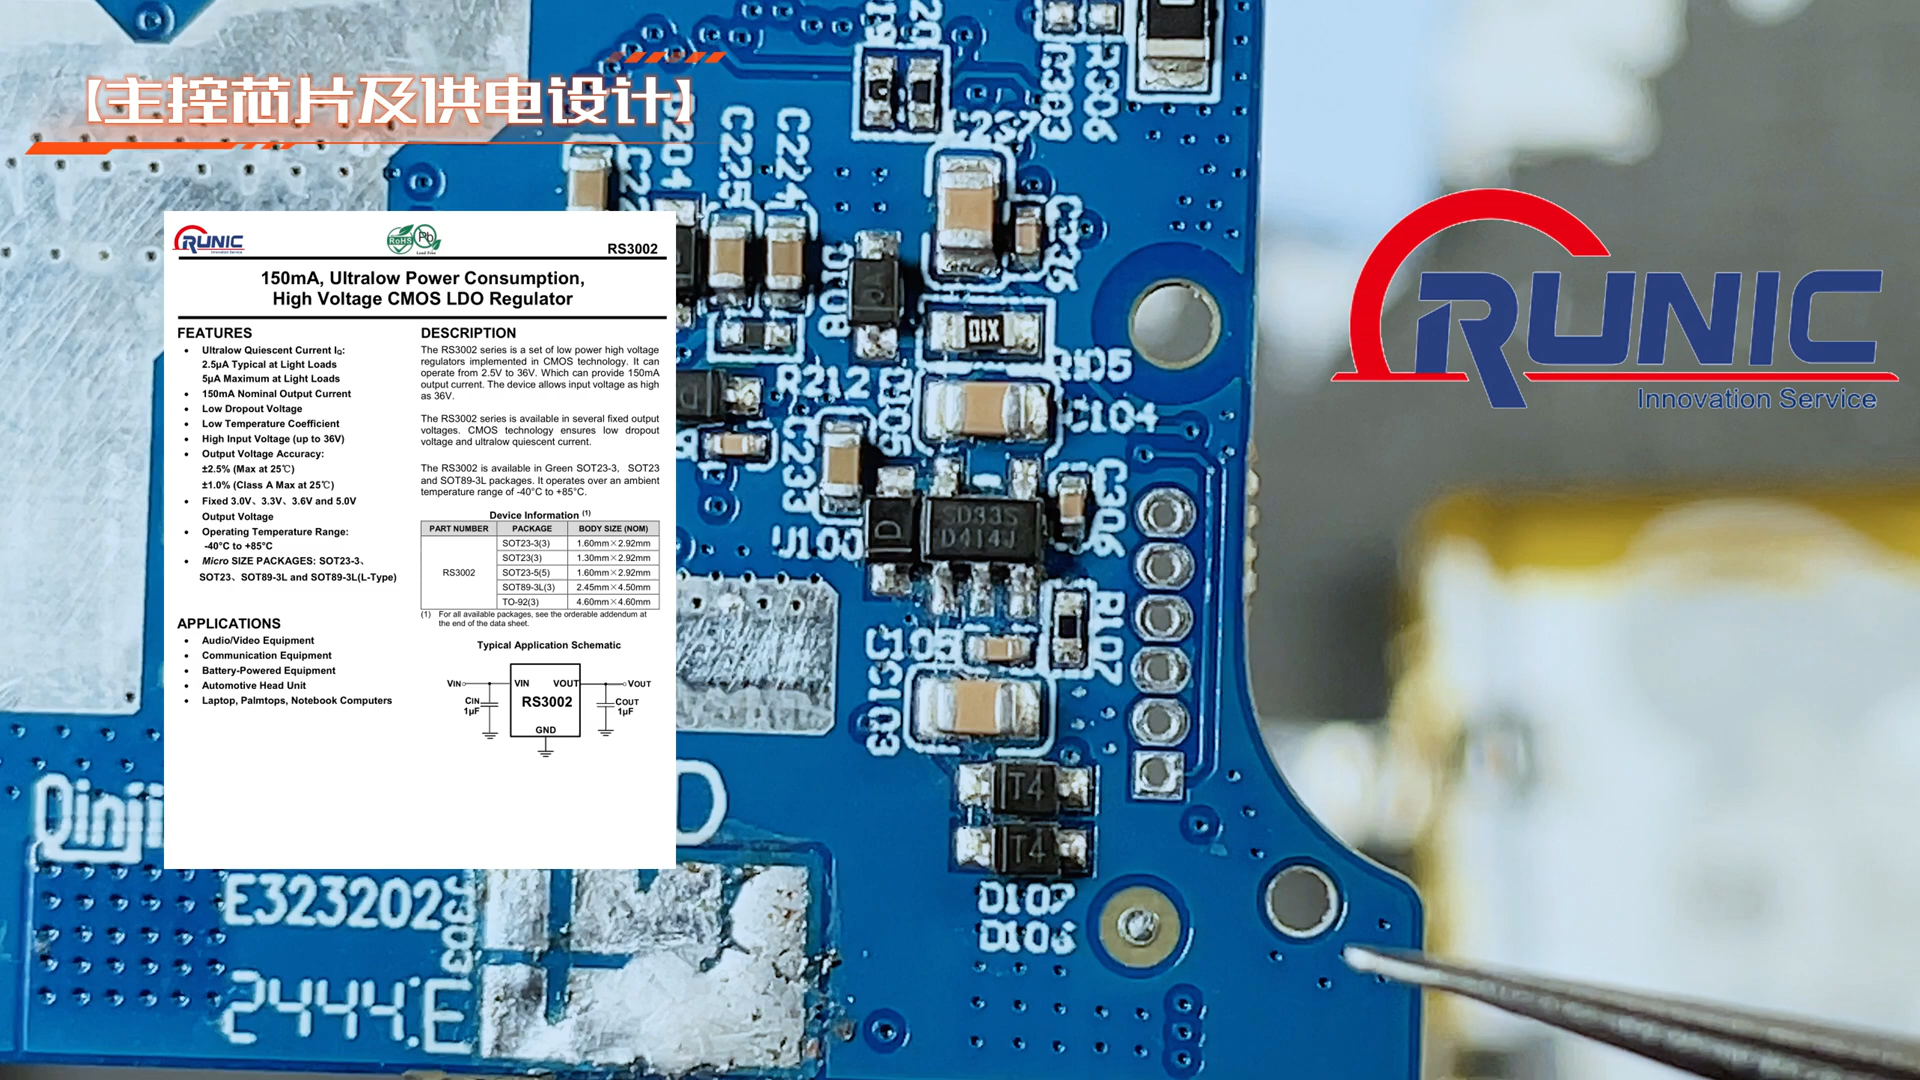 【主控芯片及供电设计】
RUNIC
Innovation Service
RS3002
150mA, Ultralow Power Consumption,
High Voltage CMOS LDO Regulator
FEATURES
• Ultralow Quiescent Current IQ:
2.5µA Typical at Light Loads
5µA Maximum at Light Loads
• 150mA Nominal Output Current
• Low Dropout Voltage
• Low Temperature Coefficient
• High Input Voltage (up to 36V)
• Output Voltage Accuracy:
±2.5% (Max at 25℃)
±1.0% (Class A Max at 25℃)
• Fixed 3.0V、3.3V、3.6V and 5.0V
Output Voltage
• Operating Temperature Range:
-40°C to +85°C
• Micro SIZE PACKAGES: SOT23-3、
SOT23、SOT89-3L and SOT89-3L(L-Type)
APPLICATIONS
• Audio/Video Equipment
• Communication Equipment
• Battery-Powered Equipment
• Automotive Head Unit
• Laptop, Palmtops, Notebook Computers
DESCRIPTION
The RS3002 series is a set of low power high voltage
regulators implemented in CMOS technology. It can
operate from 2.5V to 36V. Which can provide 150mA
output current. The device allows input voltage as high
as 36V.
The RS3002 series is available in several fixed output
voltages. CMOS technology ensures low dropout
voltage and ultralow quiescent current.
The RS3002 is available in Green SOT23-3, SOT23
and SOT89-3L packages. It operates over an ambient
temperature range of -40°C to +85°C.
Device Information (1)
PART NUMBER PACKAGE BODY SIZE (NOM)
RS3002
SOT23-3(3) 1.60mm×2.92mm
SOT23(3) 1.30mm×2.92mm
SOT23-5(5) 1.60mm×2.92mm
SOT89-3L(3) 2.45mm×4.50mm
TO-92(3) 4.60mm×4.60mm
(1) For all available packages, see the orderable addendum at
the end of the data sheet.
Typical Application Schematic
VIN VIN VOUT VOUT
CIN RS3002 COUT
1µF 1µF
GND
RUNIC
Innovation Service
R306
C225
C224
D108
R212
C233
U100
C104
C306
R107
C103
T4
T4
D107
D106
E323202
2444